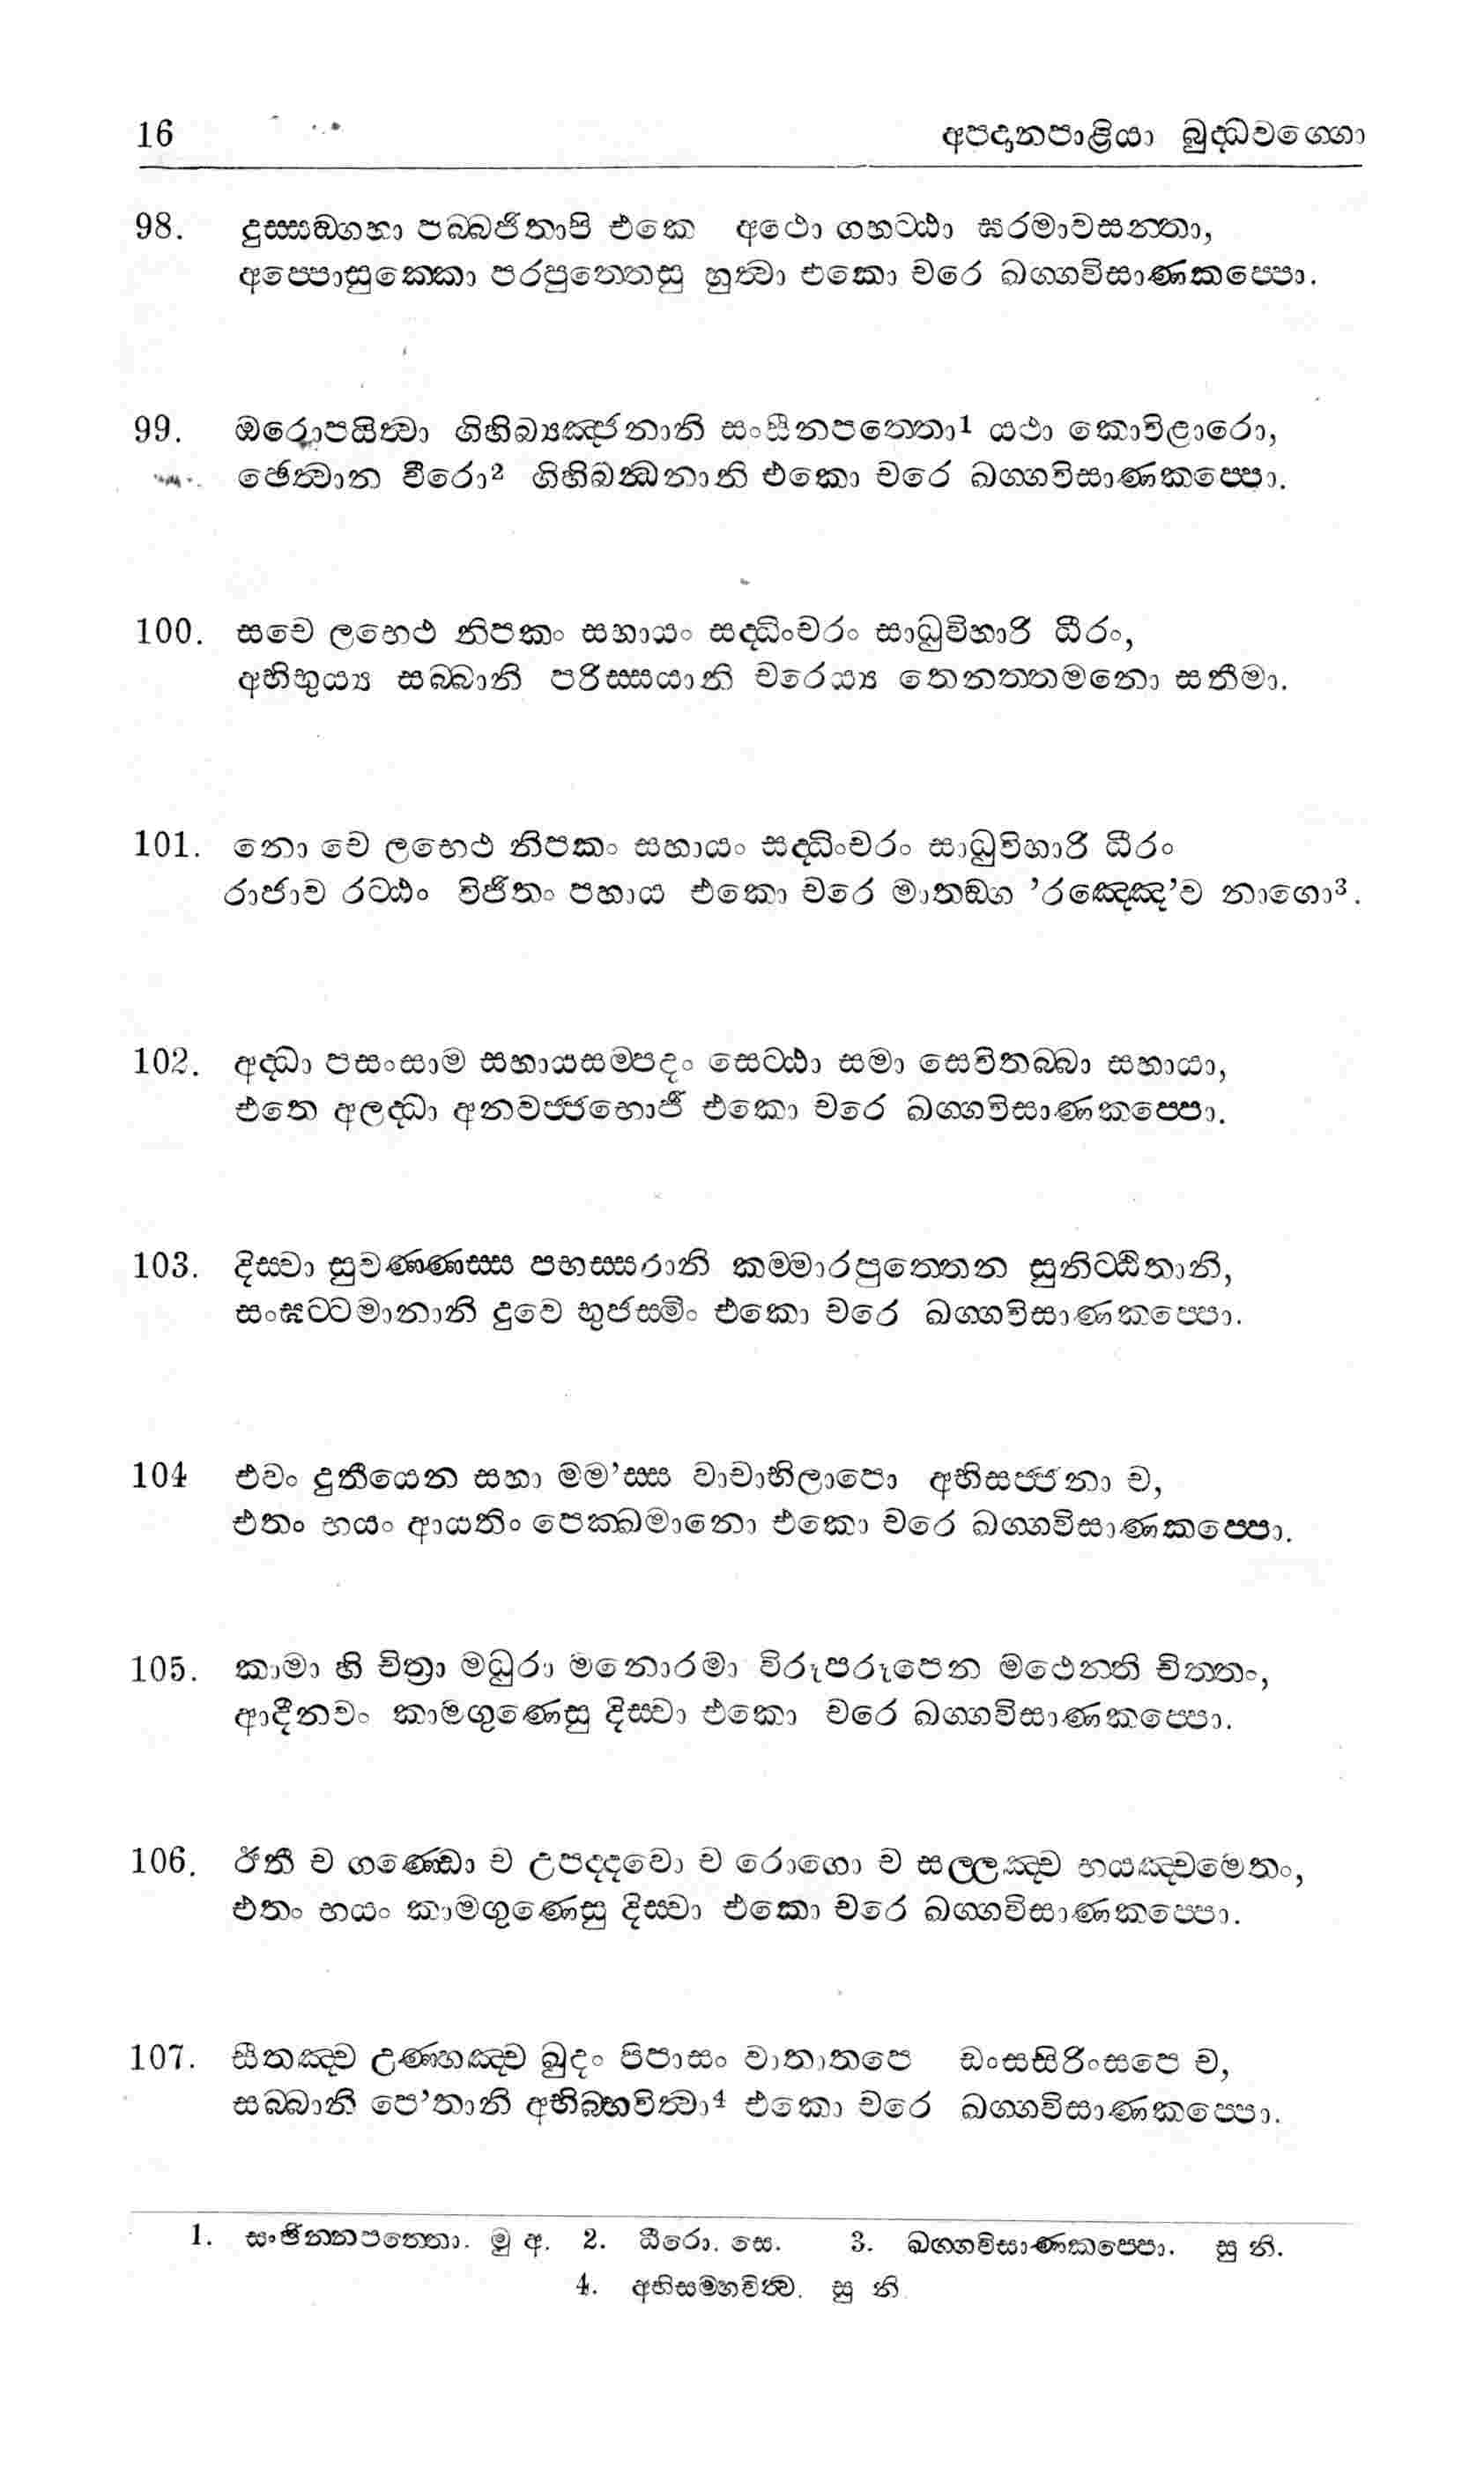 16 අපදානපාළියා බුද්ධවග්ගො
98. දුස්සඞ්ගහා පබ්බජිතාපි එකෙ අථො ගහට්ඨා ඝරමාවසන්තා,
අප්පොසුක්කො පරපුත්තෙසු හුත්වා එකො චරෙ ඛග්ගවිසාණකප්පො.
99. ඔරොපයිත්වා ගිහිබ්‍යඤ්ජනානි සංසීනපත්තො1 යථා කොවිළාරො,
ඡෙත්වාන වීරො2 ගිහිබන්ධනානි එකො චරෙ ඛග්ගවිසාණකප්පො.
100. සචෙ ලභෙථ නිපකං සහායං සද්ධිංචරං සාධුවිහාරි ධීරං,
අභිභුය්‍ය සබ්බානි පරිස්සයානි චරෙය්‍ය තෙනත්තමනො සතීමා.
101. නො චෙ ලභෙථ නිපකං සහායං සද්ධිංචරං සාධුවිහාරි ධීරං
රාජාව රට්ඨං විජිතං පහාය එකො චරෙ මාතඞ්ග ’රඤ්ඤෙ’ව නාගො3.
102. අද්ධා පසංසාම සහායසම්පදං සෙට්ඨා සමා සෙවිතබ්බා සහායා,
එතෙ අලද්ධා අනවජ්ජභොජී එකො චරෙ ඛග්ගවිසාණකප්පො.
103. දිස්වා සුවණ්ණස්ස පභස්සරානි කම්මාරපුත්තෙන සුනිට්ඨිතානි,
සංඝට්ටමානානි දුවෙ භුජස්මිං එකො චරෙ ඛග්ගවිසාණකප්පො.
104 එවං දුතීයෙන සහා මම’ස්ස වාචාභිලාපො අභිසජ්ජනා ච,
එතං භයං ආයතිං පෙක්ඛමානො එකො චරෙ ඛග්ගවිසාණකප්පො.
105. කාමා හි චිත්‍රා මධුරා මනොරමා විරූපරූපෙන මථෙන්ති චිත්තං,
ආදීනවං කාමගුණෙසු දිස්වා එකො චරෙ ඛග්ගවිසාණකප්පො.
106. ඊතී ච ගණ්ඩො ච උපද්දවො ච රොගො ච සල්ලඤ්ච භයඤ්චමෙතං,
එතං භයං කාමගුණෙසු දිස්වා එකො චරෙ ඛග්ගවිසාණකප්පො.
107. සීතඤ්ච උණ්හඤ්ච ඛුදං පිපාසං වාතාතපෙ ඩංසසිරිංසපෙ ච,
සබ්බානි පෙ’තානි අභිබ්භවිත්වා4 එකො චරෙ ඛග්ගවිසාණකප්පො.
1. සංඡින්නපත්තො. මු අ. 2. ධීරො. සෙ. 3. ඛග්ගවිසාණකප්පො. සු නි.
4. අභිසම්භවිත්ව. සු නි.